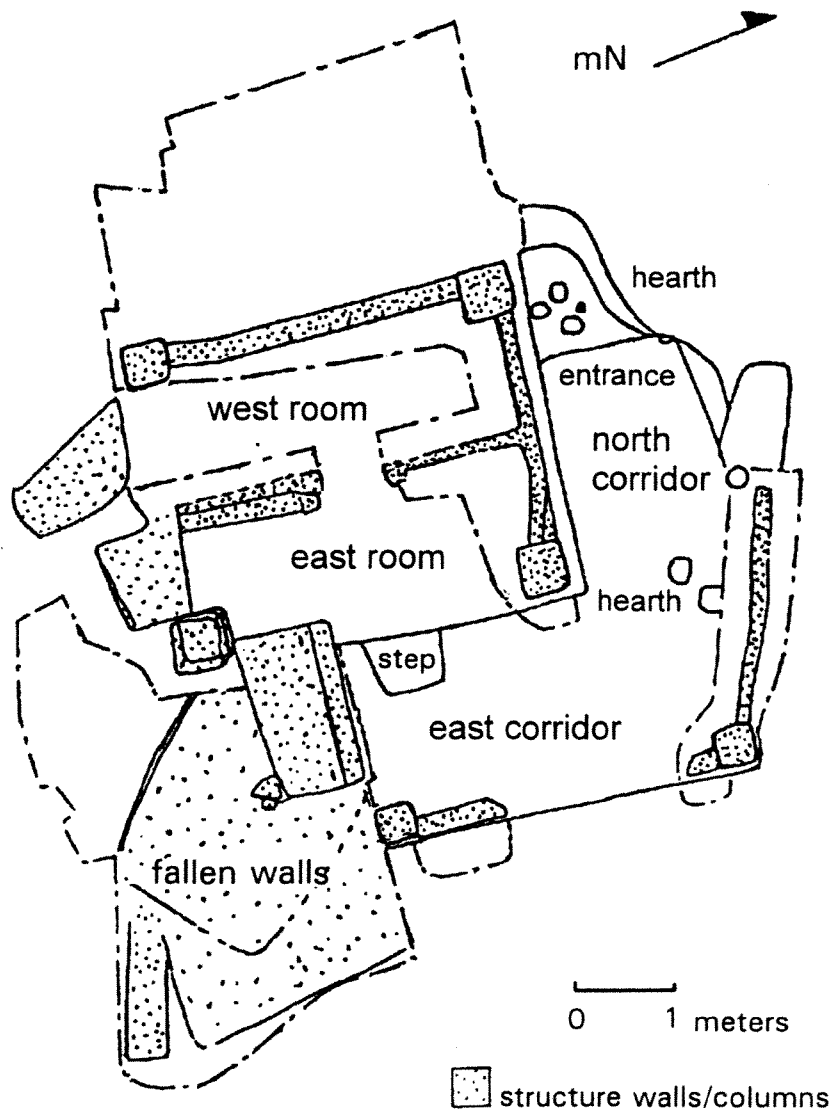 mN
hearth
entrance
west room
north
corridor
east room
hearth
step
east corridor
fallen walls
0 1 meters
structure walls/columns